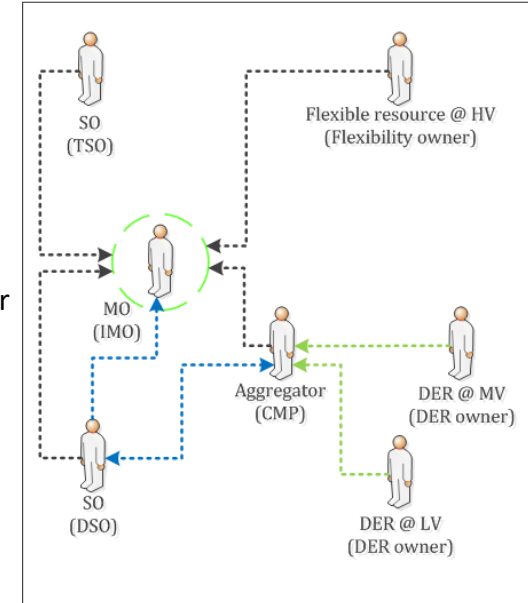 SO
(TSO)
Flexible resource @ HV
(Flexibility owner)
r
MO
(IMO)
Aggregator
(CMP)
DER @ MV
(DER owner)
SO
(DSO)
DER @ LV
(DER owner)